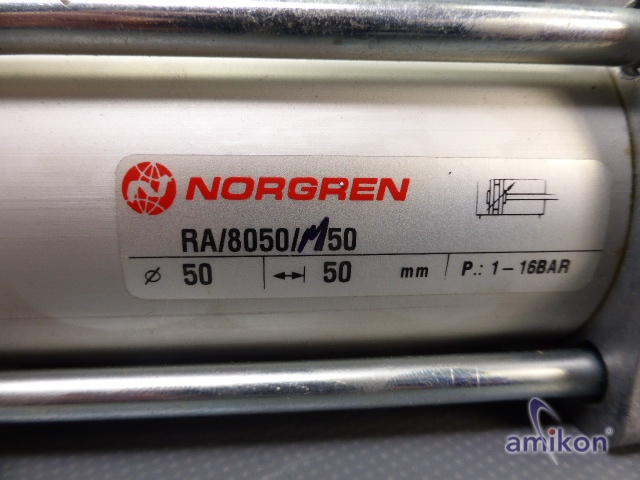 NORGREN
RA/8050/M50
⌀ 50 ↔ 50 mm P.: 1-16BAR
amikon